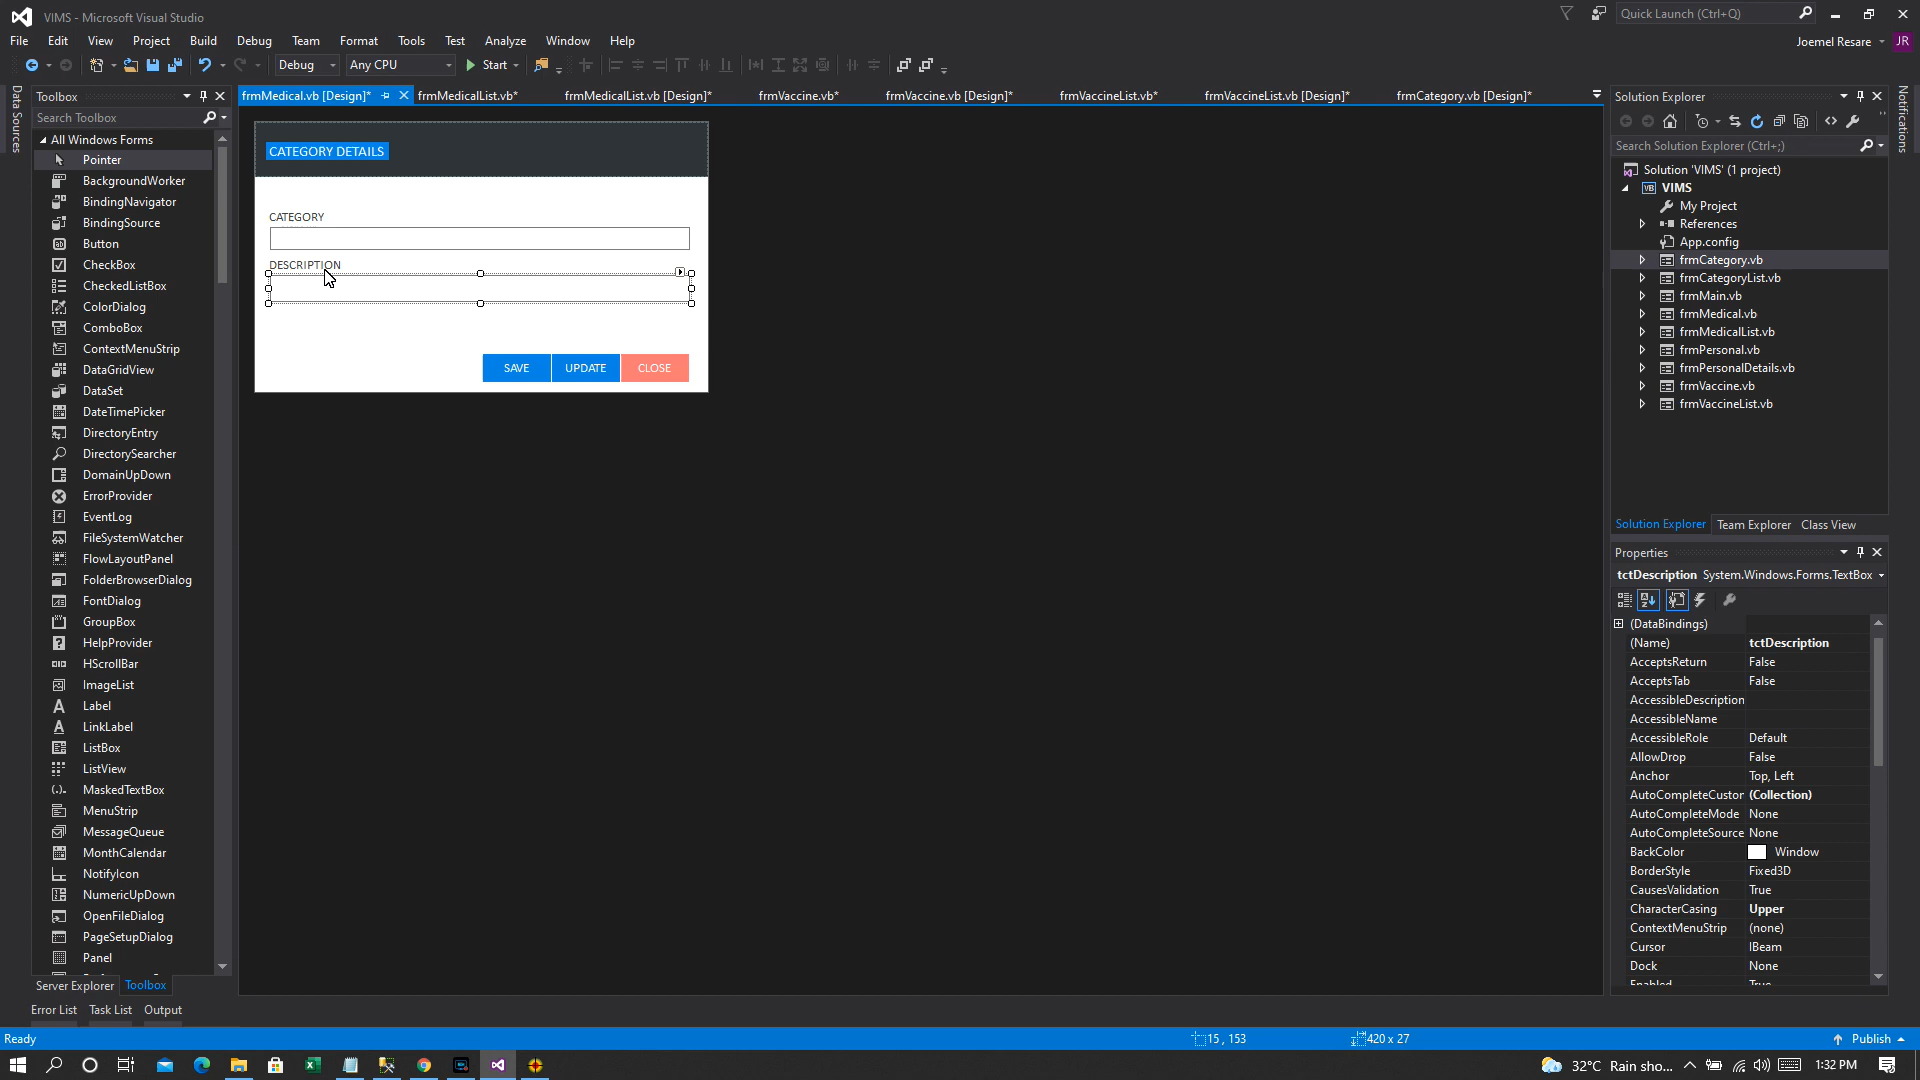 VIMS - Microsoft Visual Studio
Quick Launch (Ctrl+Q)
File Edit View Project Build Debug Team Format Tools Test Analyze Window Help
Joemel Resare JR
Debug Any CPU Start
Data Sources
Toolbox
Search Toolbox
All Windows Forms
Pointer
BackgroundWorker
BindingNavigator
BindingSource
Button
CheckBox
CheckedListBox
ColorDialog
ComboBox
ContextMenuStrip
DataGridView
DataSet
DateTimePicker
DirectoryEntry
DirectorySearcher
DomainUpDown
ErrorProvider
EventLog
FileSystemWatcher
FlowLayoutPanel
FolderBrowserDialog
FontDialog
GroupBox
HelpProvider
HScrollBar
ImageList
Label
LinkLabel
ListBox
ListView
MaskedTextBox
MenuStrip
MessageQueue
MonthCalendar
NotifyIcon
NumericUpDown
OpenFileDialog
PageSetupDialog
Panel
Server Explorer Toolbox
frmMedical.vb [Design]* frmMedicalList.vb* frmMedicalList.vb [Design]* frmVaccine.vb* frmVaccine.vb [Design]* frmVaccineList.vb* frmVaccineList.vb [Design]* frmCategory.vb [Design]*
CATEGORY DETAILS
CATEGORY
DESCRIPTION
SAVE UPDATE CLOSE
Solution Explorer
Search Solution Explorer (Ctrl+;)
Solution 'VIMS' (1 project)
VB VIMS
My Project
References
App.config
frmCategory.vb
frmCategoryList.vb
frmMain.vb
frmMedical.vb
frmMedicalList.vb
frmPersonal.vb
frmPersonalDetails.vb
frmVaccine.vb
frmVaccineList.vb
Solution Explorer Team Explorer Class View
Notifications
Properties
tctDescription System.Windows.Forms.TextBox
(DataBindings)
(Name) tctDescription
AcceptsReturn False
AcceptsTab False
AccessibleDescription
AccessibleName
AccessibleRole Default
AllowDrop False
Anchor Top, Left
AutoCompleteCustor (Collection)
AutoCompleteMode None
AutoCompleteSource None
BackColor Window
BorderStyle Fixed3D
CausesValidation True
CharacterCasing Upper
ContextMenuStrip (none)
Cursor IBeam
Dock None
Enabled True
Error List Task List Output
Ready 15 , 153 420 x 27 Publish
32°C Rain sho... 1:32 PM